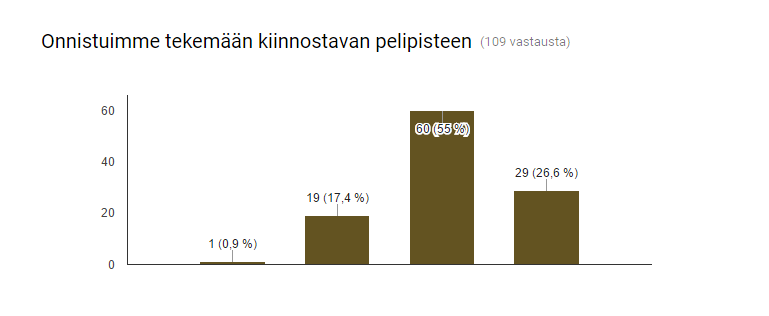 Onnistuimme tekemään kiinnostavan pelipisteen (109 vastausta)
60
40
20
0
1 (0,9 %)
19 (17,4 %)
60 (55 %)
29 (26,6 %)